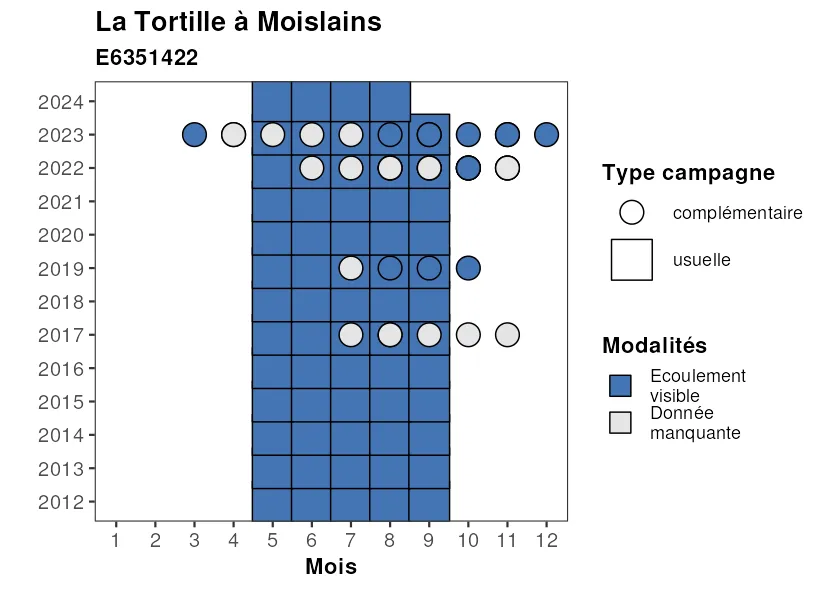 La Tortille à Moislains
E6351422
2024
2023
2022
2021
2020
2019
2018
2017
2016
2015
2014
2013
2012
1 2 3 4 5 6 7 8 9 10 11 12
Mois
Type campagne
complémentaire
usuelle
Modalités
Ecoulement
visible
Donnée
manquante